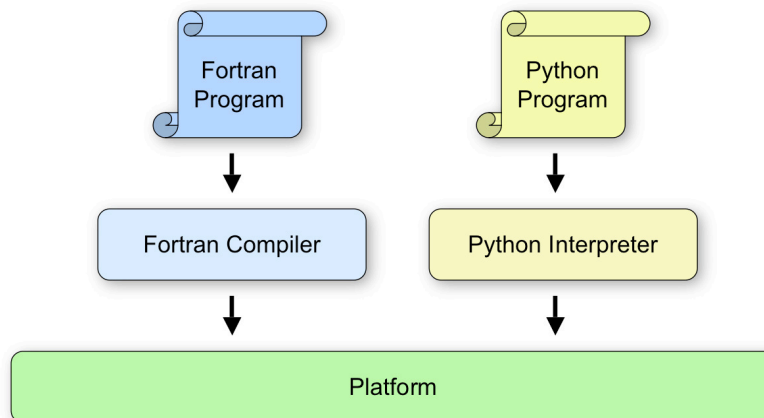 Fortran
Program
Python
Program
Fortran Compiler
Python Interpreter
Platform